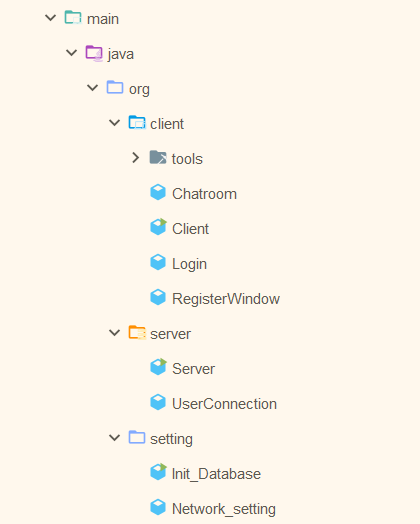 main
java
org
client
tools
Chatroom
Client
Login
RegisterWindow
server
Server
UserConnection
setting
Init_Database
Network_setting